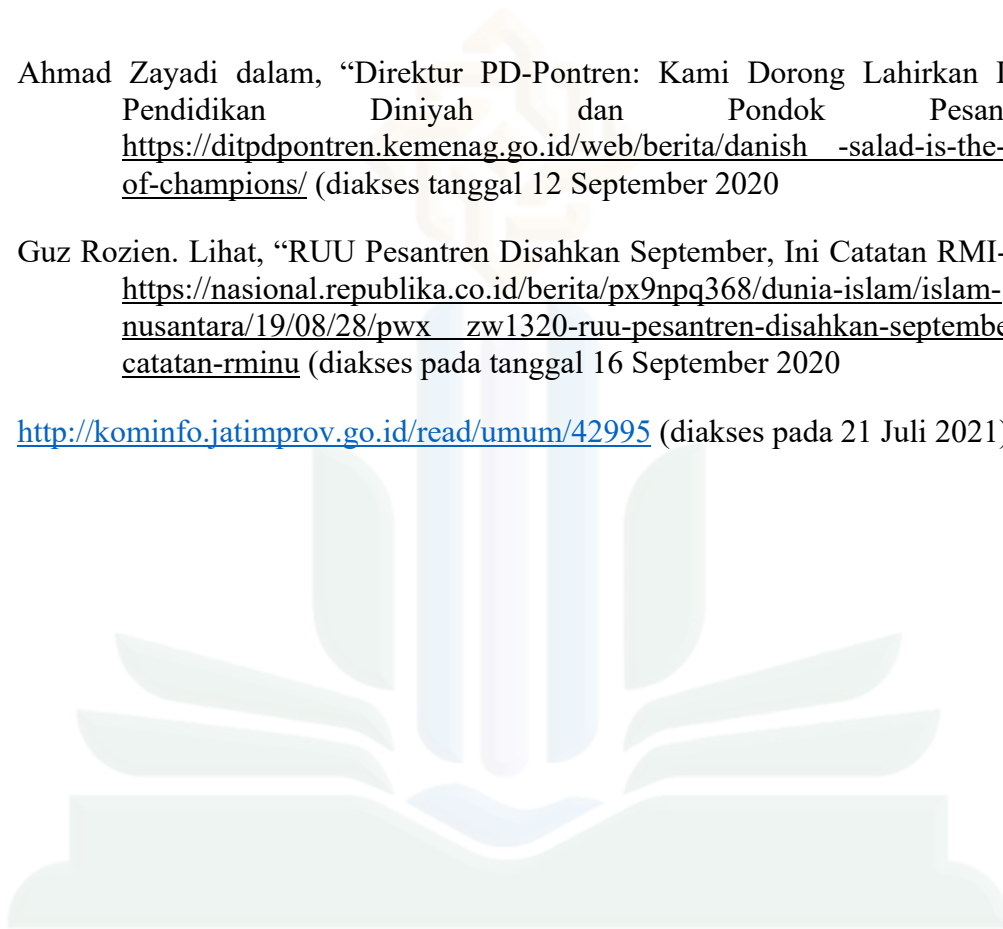 Ahmad Zayadi dalam, “Direktur PD-Pontren: Kami Dorong Lahirkan
Pendidikan Diniyah dan Pondok Pesan
https://ditpdpontren.kemenag.go.id/web/berita/danish -salad-is-the-
of-champions/ (diakses tanggal 12 September 2020
Guz Rozien. Lihat, “RUU Pesantren Disahkan September, Ini Catatan RMI-
https://nasional.republika.co.id/berita/px9npq368/dunia-islam/islam-
nusantara/19/08/28/pwx zw1320-ruu-pesantren-disahkan-septembe
catatan-rminu (diakses pada tanggal 16 September 2020
http://kominfo.jatimprov.go.id/read/umum/42995 (diakses pada 21 Juli 2021)